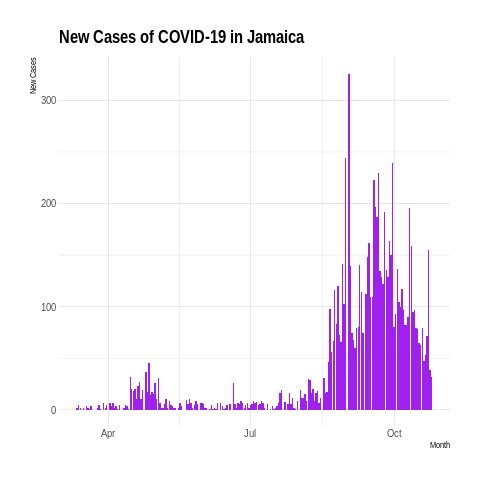 New Cases of COVID-19 in Jamaica
New Cases
300
200
100
0
Apr
Jul
Oct
Month